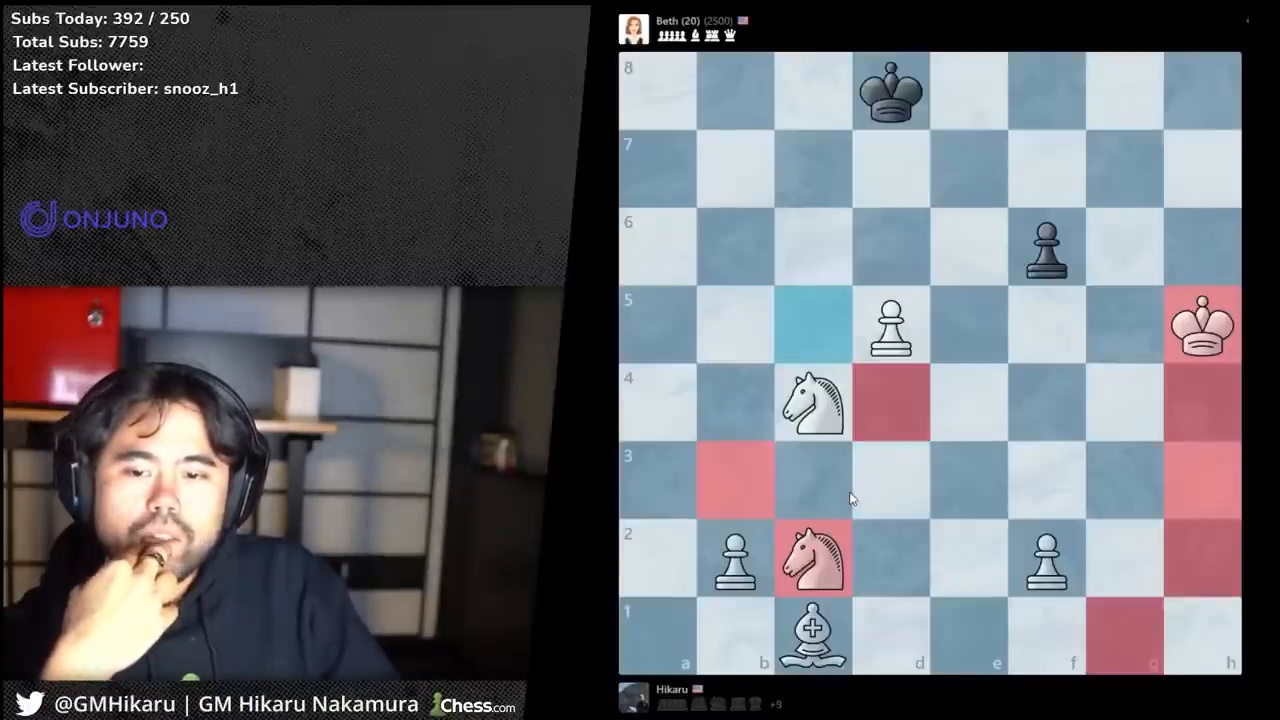 Subs Today: 392 / 250
Total Subs: 7759
Latest Follower:
Latest Subscriber: snooz_h1
ONJUNO
@GMHikaru | GM Hikaru Nakamura Chess.com
Beth (20) (2500)
8
7
6
5
4
3
2
1
a b c d e f g h
Hikaru
+9